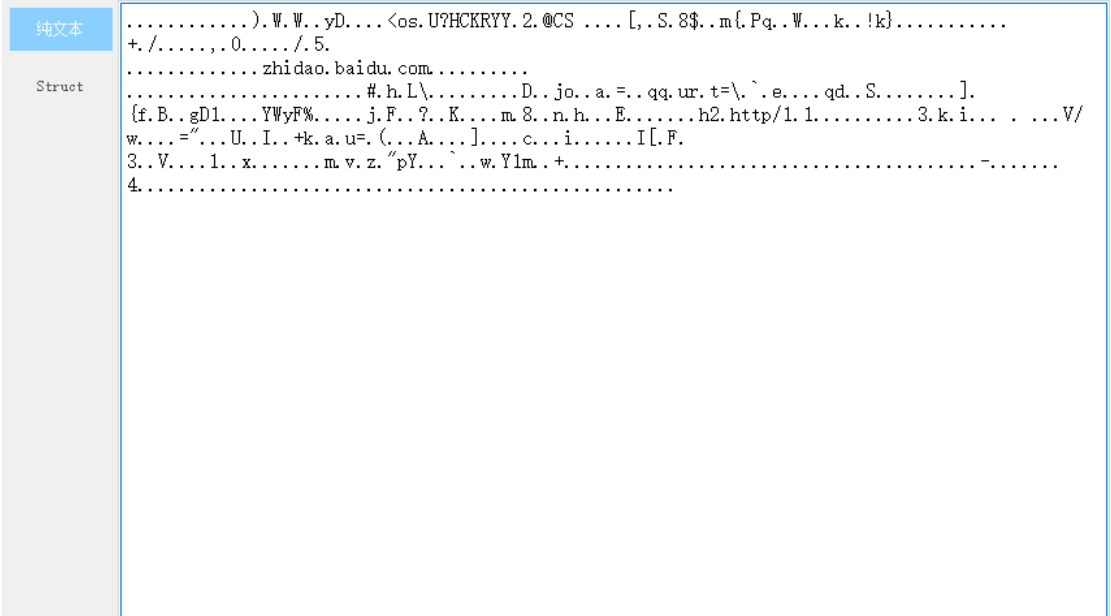 纯文本
Struct
............).W.W..yD....<os.U?HCKRYY.2.@CS ....[,.S.8$..m{.Pq..W...k..!k}...........
+./.....,.0...../.5.
.............zhidao.baidu.com..........
.......................#.h.L\.........D..jo..a.=..qq.ur.t=\.`.e....qd..S........].
{f.B..gD1....YWyF%.....j.F..?..K....m.8..n.h...E.......h2.http/1.1..........3.k.i... . ...V/
w....="...U..I..+k.a.u=.(...A....]....c...i......I[.F.
3..V....1..x.......m.v.z."pY...`..w.Y1m..+.......................................-.......
4.....................................................